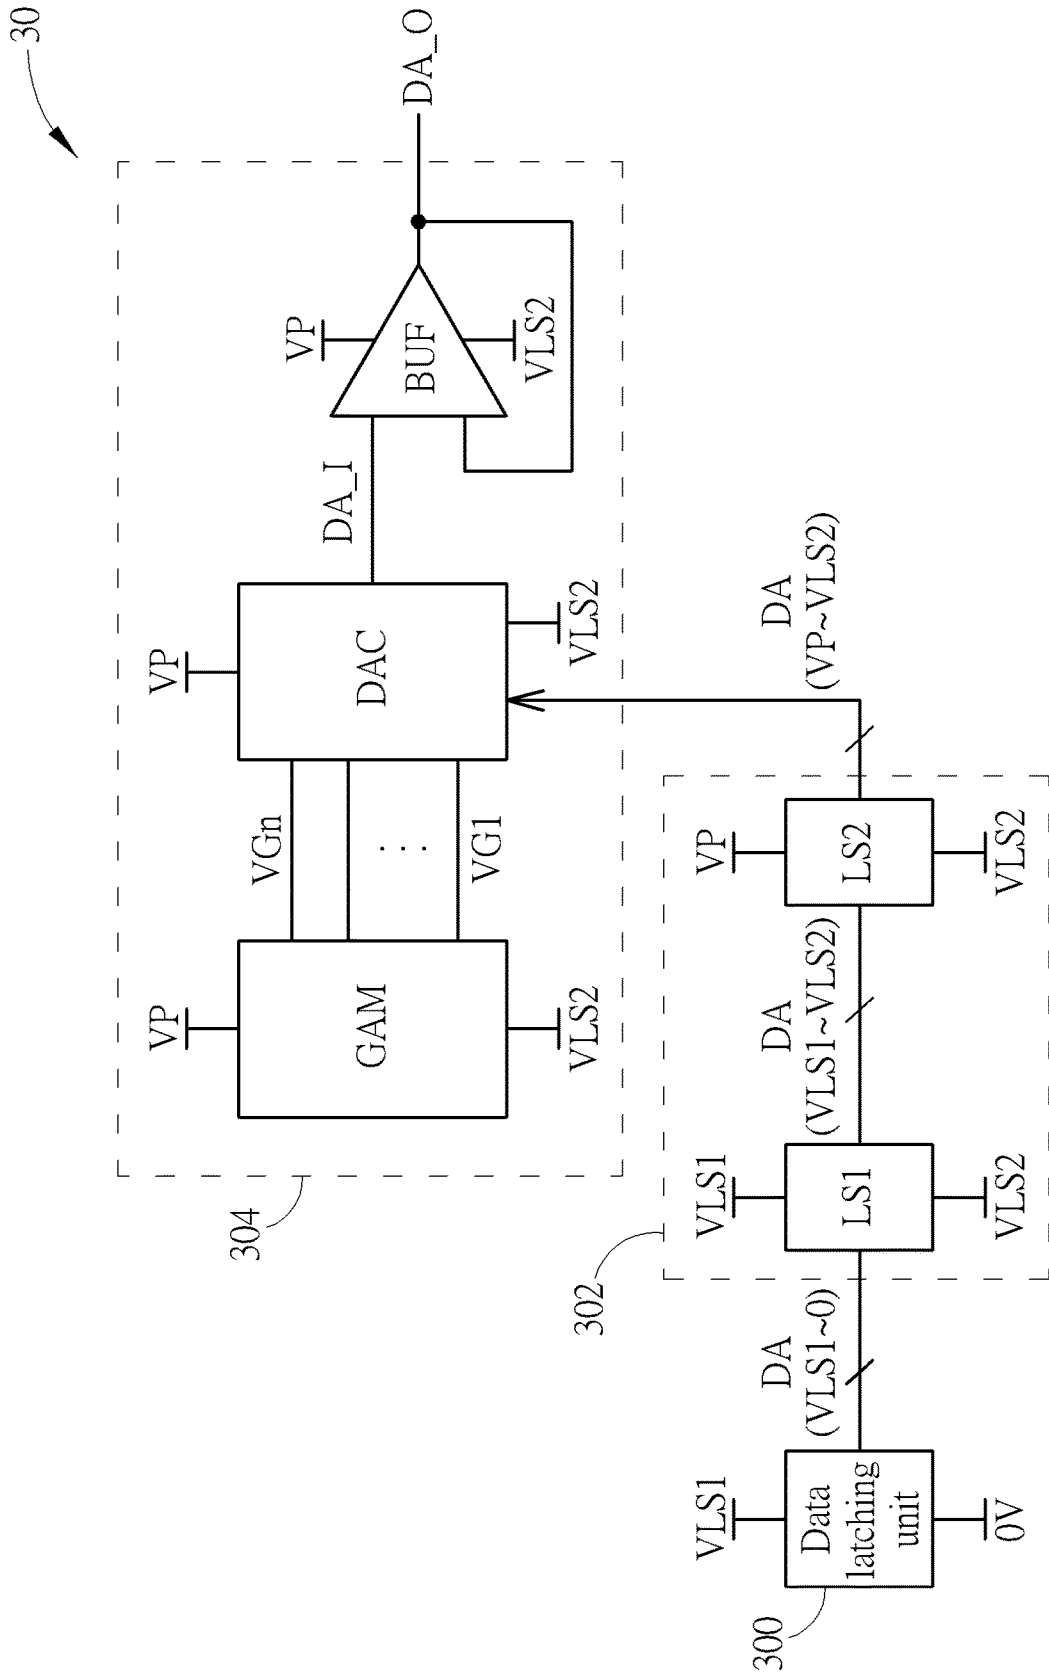 30
304
VP
GAM
VLS2
VGn
. . .
VG1
VP
DAC
VLS2
DA_I
VP
BUF
VLS2
DA_O
302
VLS1
Data
latching
unit
0V
300
DA
(VLS1~0)
VLS1
LS1
VLS2
DA
(VLS1~VLS2)
VP
LS2
VLS2
DA
(VP~VLS2)